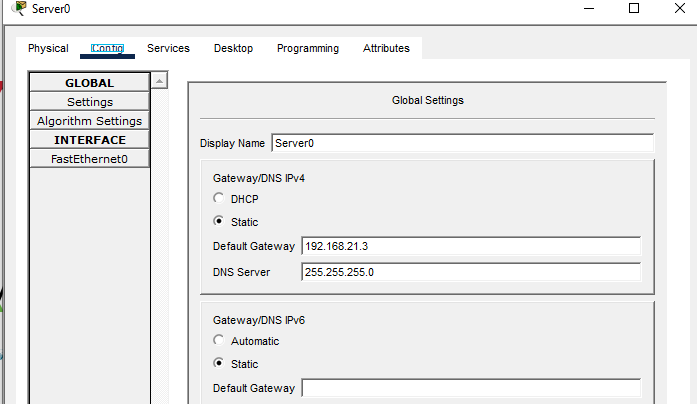 Server0
Physical Config Services Desktop Programming Attributes
GLOBAL
Settings
Algorithm Settings
INTERFACE
FastEthernet0
Global Settings
Display Name Server0
Gateway/DNS IPv4
DHCP
Static
Default Gateway 192.168.21.3
DNS Server 255.255.255.0
Gateway/DNS IPv6
Automatic
Static
Default Gateway